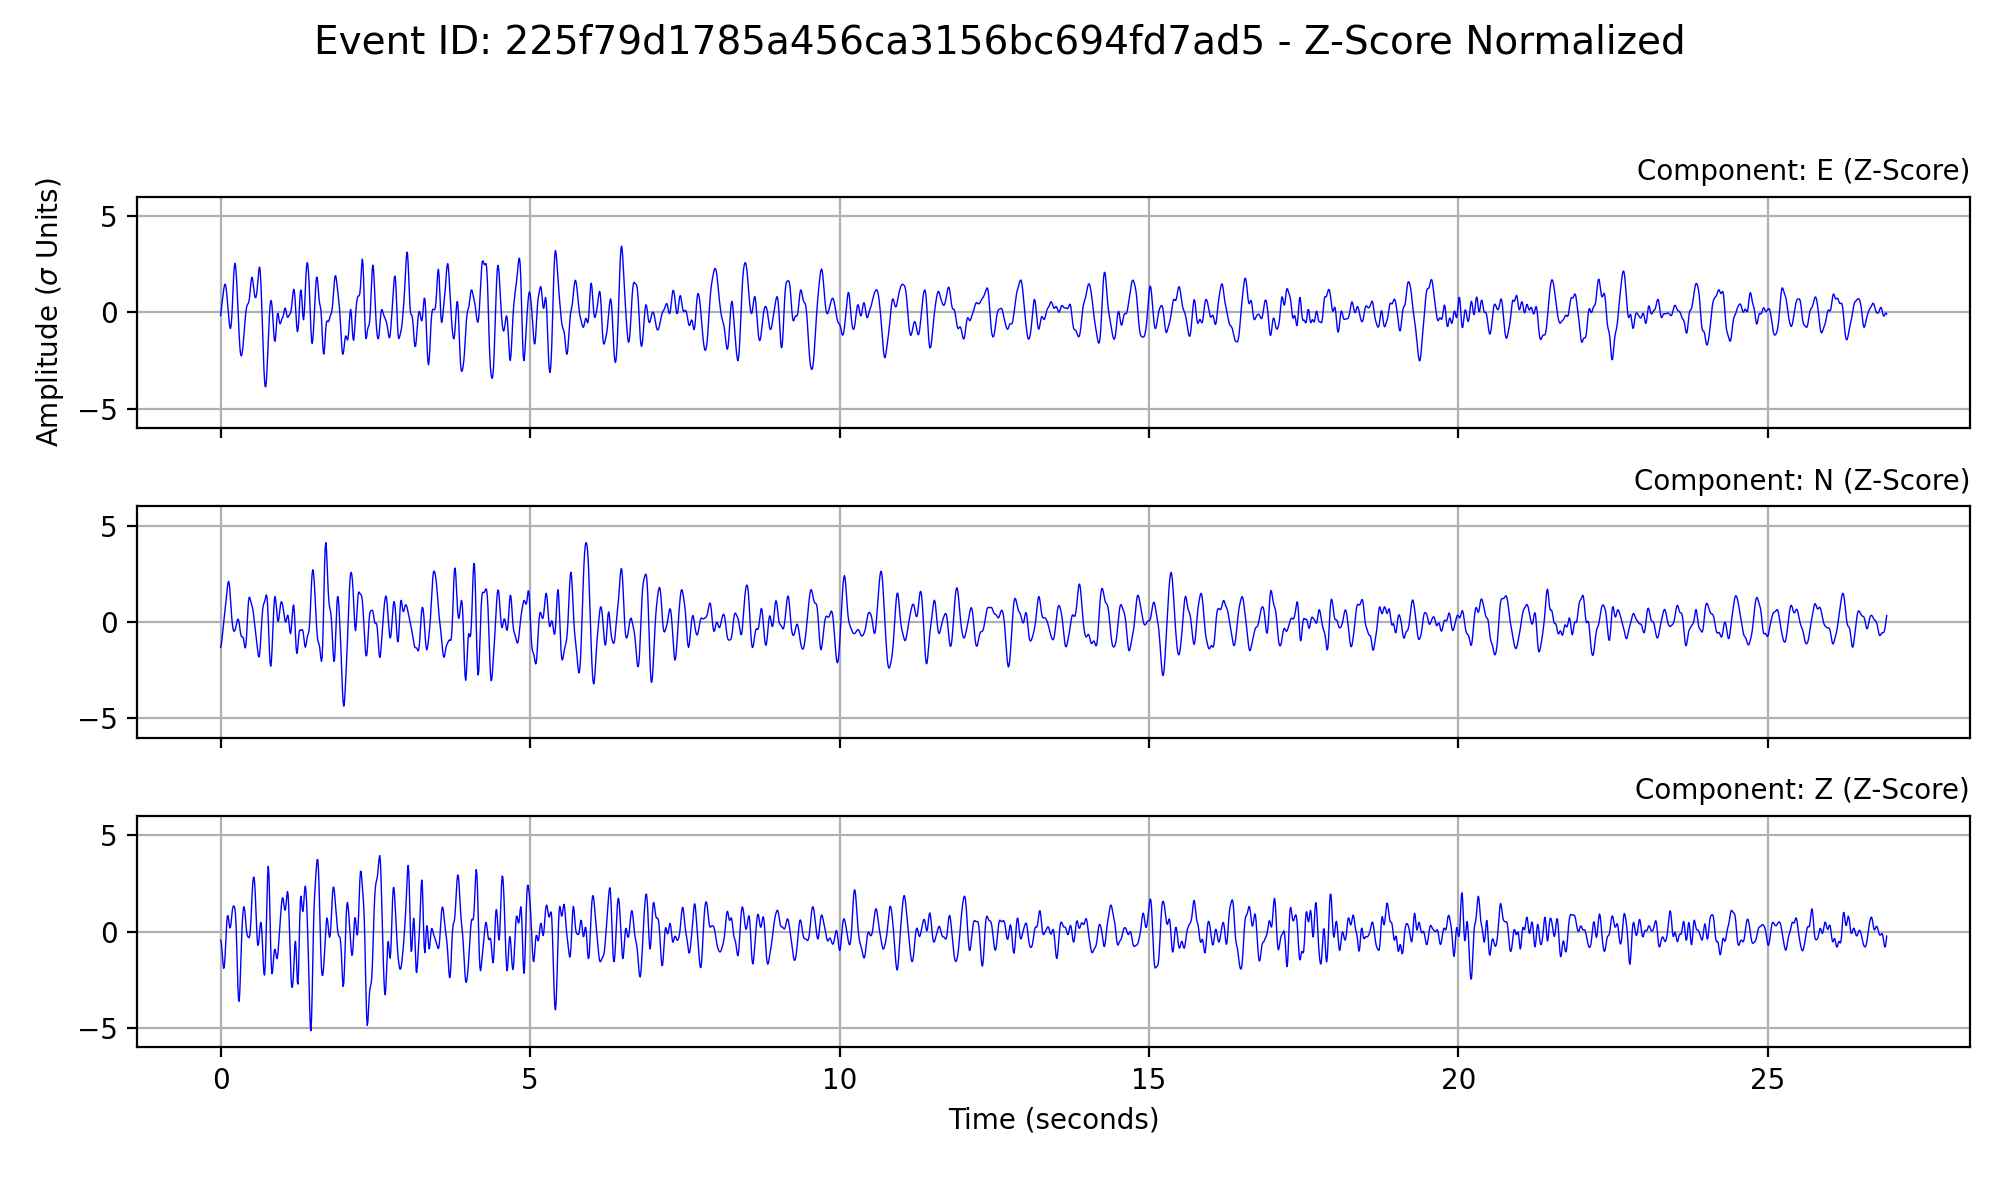 Event ID: 225f79d1785a456ca3156bc694fd7ad5 - Z-Score Normalized
Component: E (Z-Score)
Amplitude (σ Units)
5
0
−5
Component: N (Z-Score)
5
0
−5
Component: Z (Z-Score)
5
0
−5
0 5 10 15 20 25
Time (seconds)